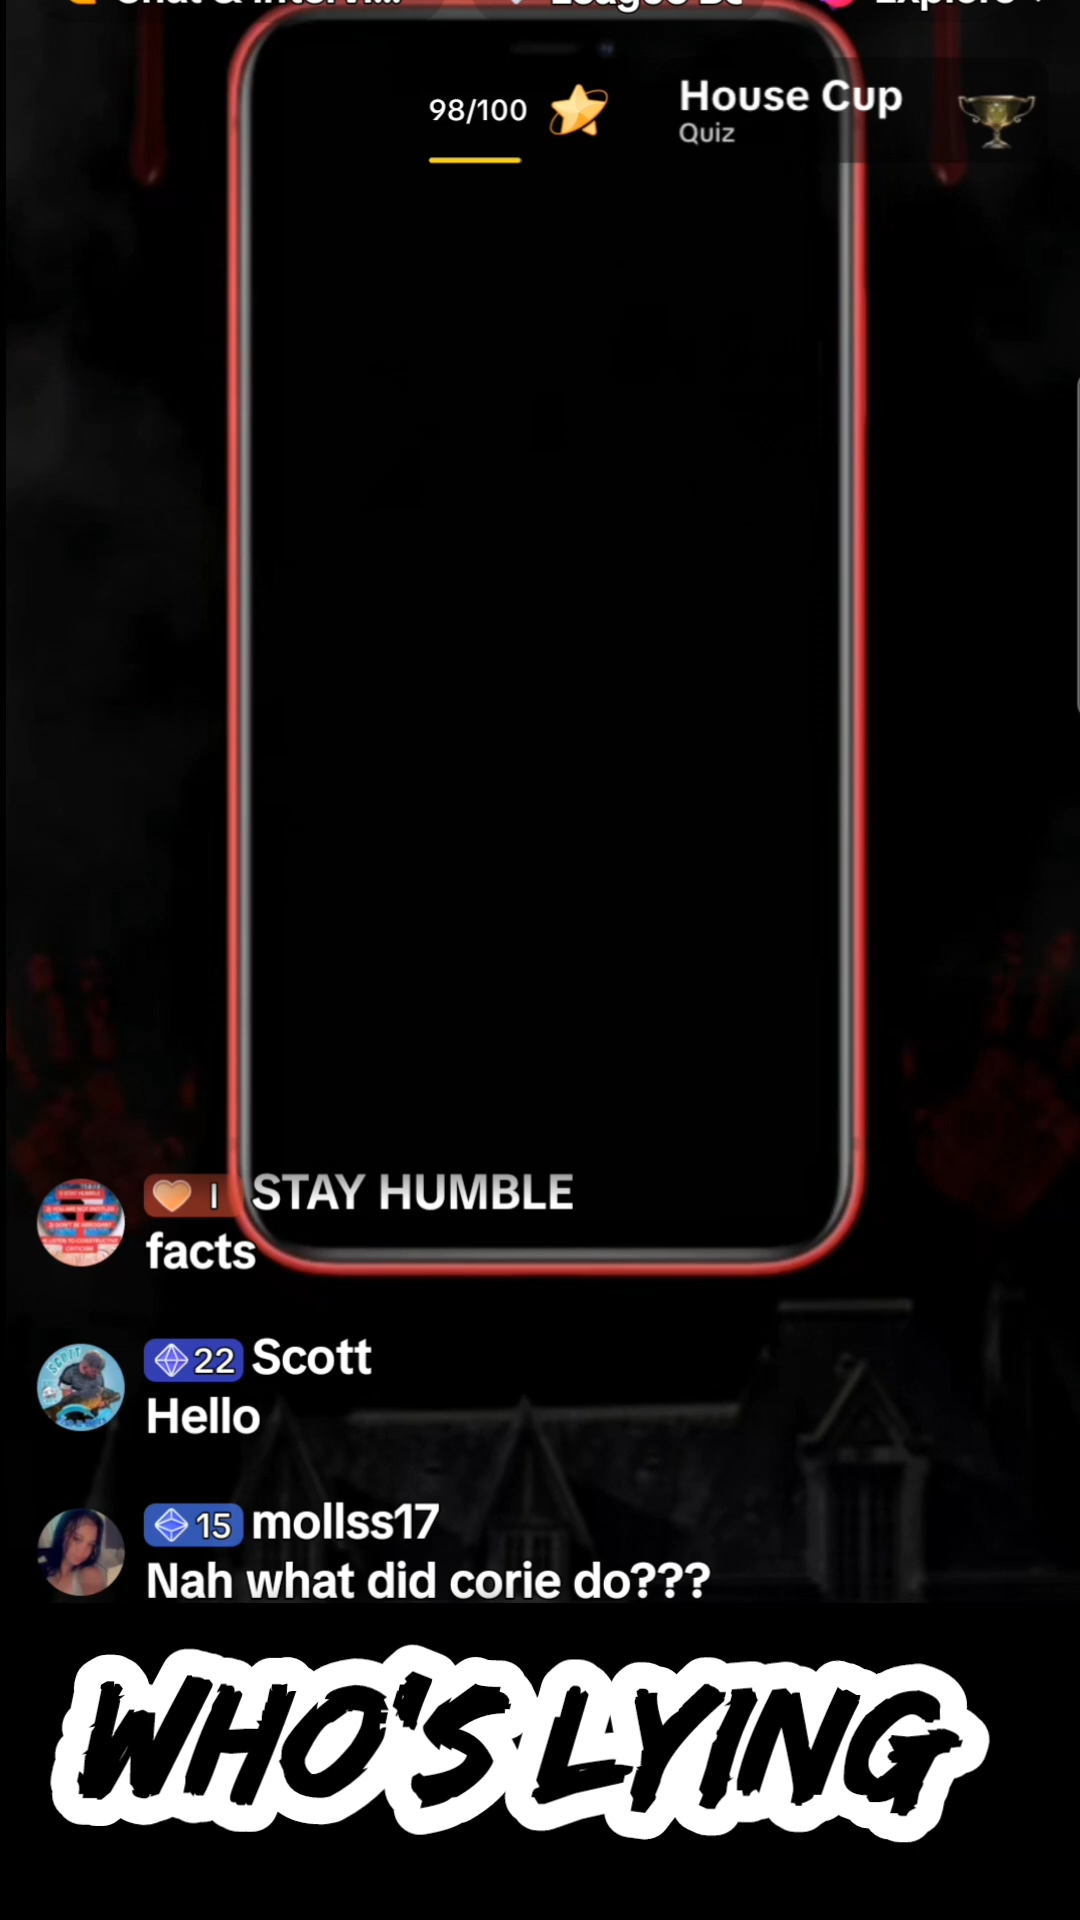 98/100
House Cup
Quiz
I STAY HUMBLE
facts
22 Scott
Hello
15 mollss17
Nah what did corie do???
WHO'S LYING